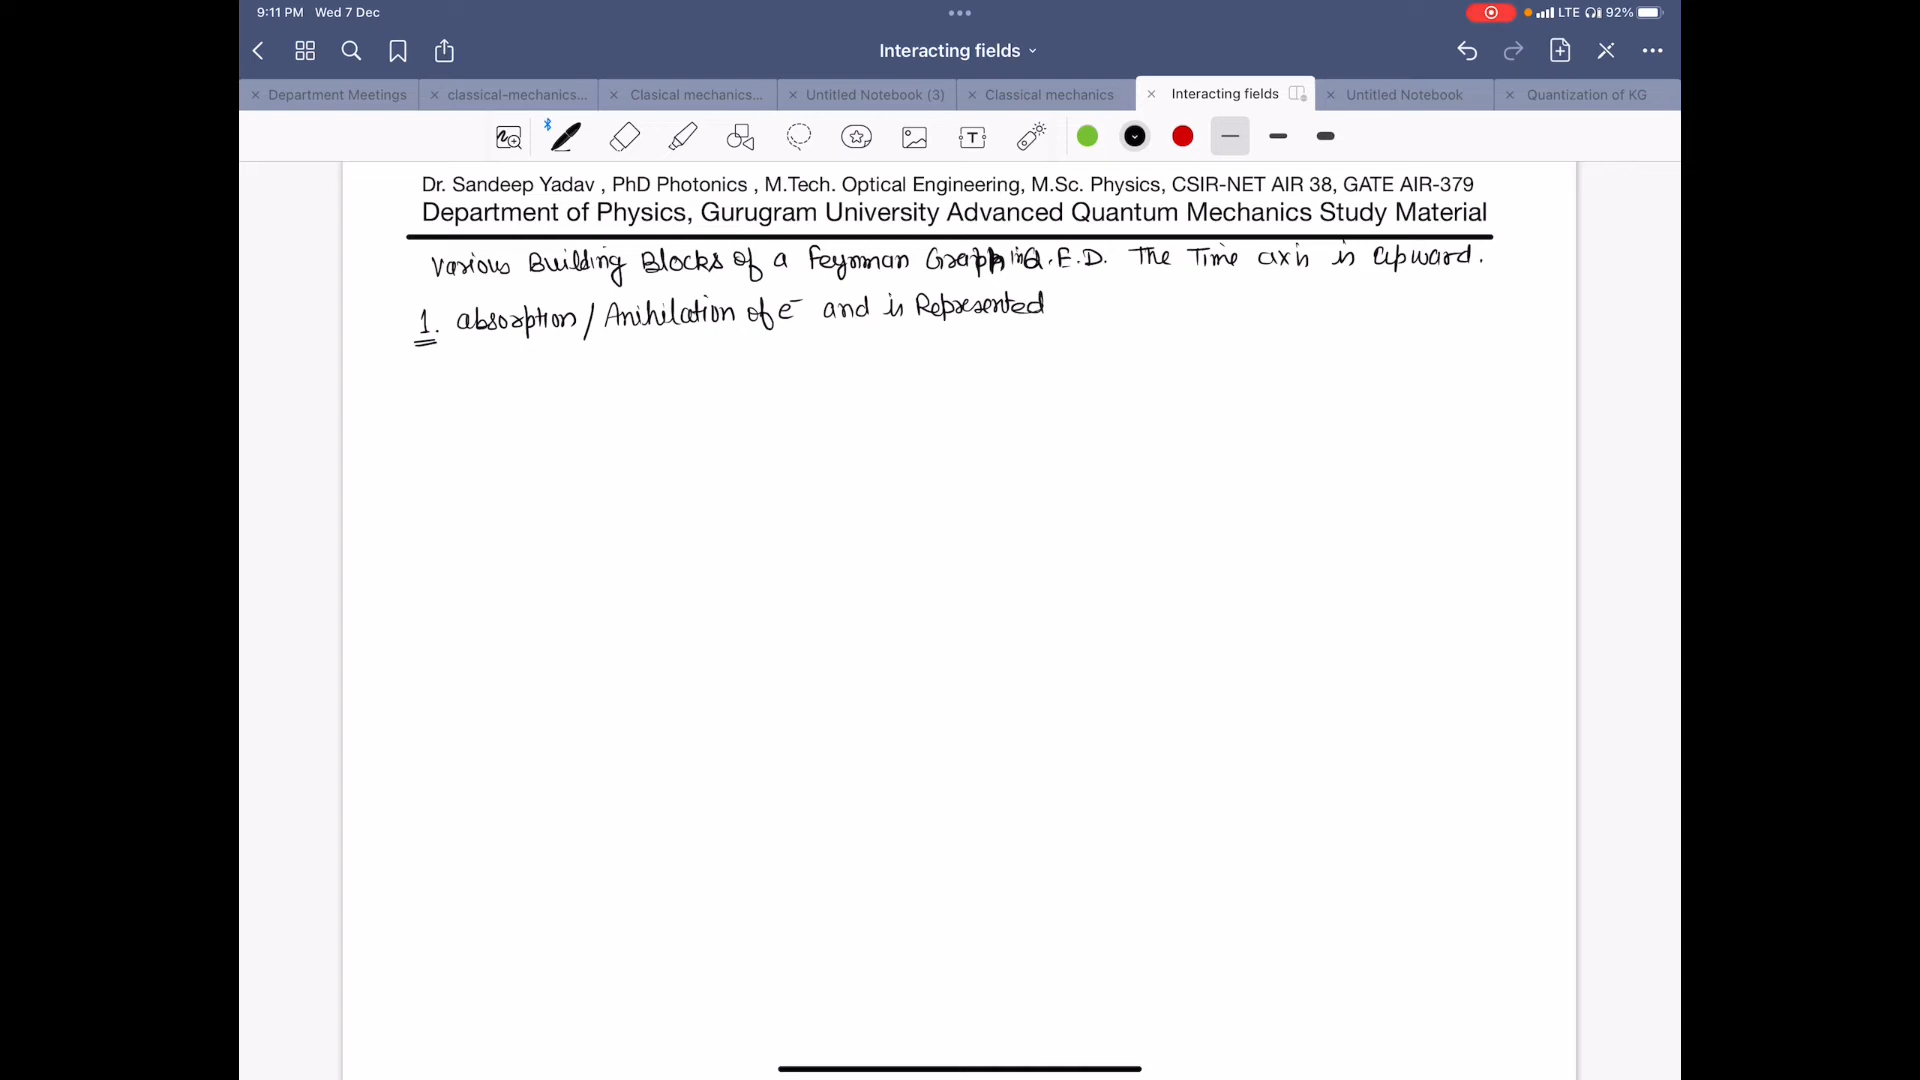 9:11 PM Wed 7 Dec
LTE 92%
Interacting fields
Department Meetings
classical-mechanics...
Clasical mechanics...
Untitled Notebook (3)
Classical mechanics
Interacting fields
Untitled Notebook
Quantization of KG
Dr. Sandeep Yadav , PhD Photonics , M.Tech. Optical Engineering, M.Sc. Physics, CSIR-NET AIR 38, GATE AIR-379
Department of Physics, Gurugram University Advanced Quantum Mechanics Study Material
Various Building Blocks of a Feynman Graph in Q.E.D. The Time axis is upward.
1. absorption / Anihilation of e⁻ and is Represented